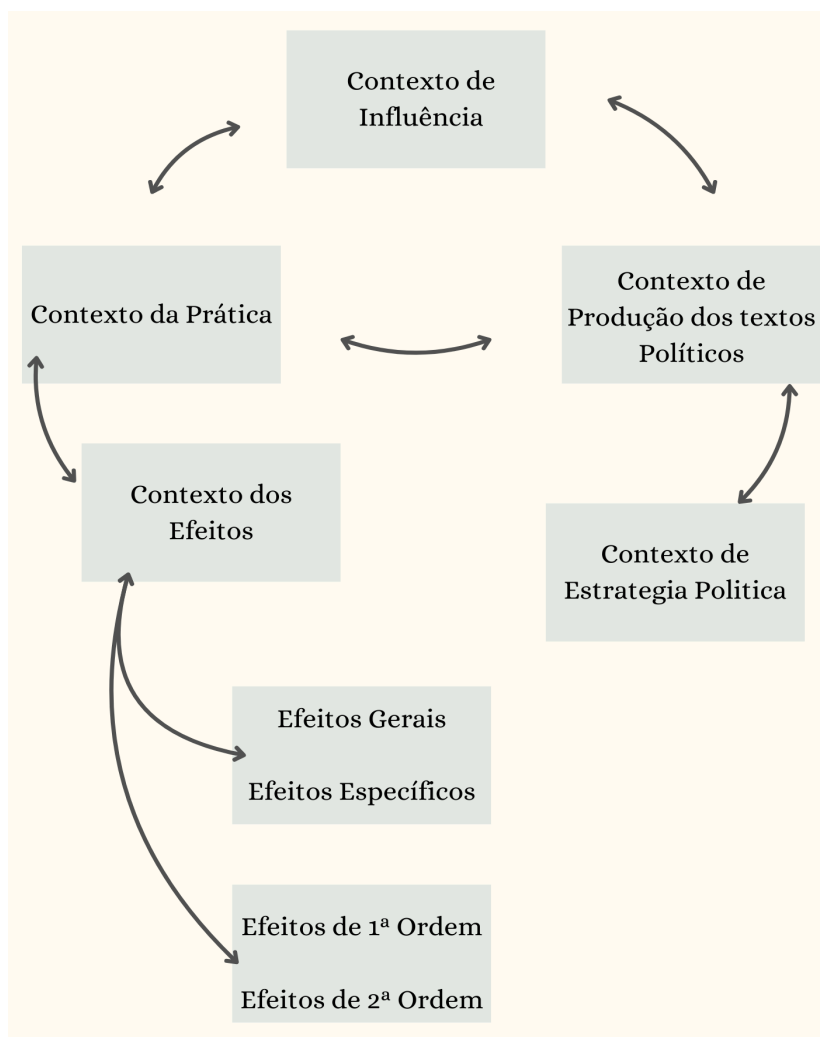 Contexto de
Influência
Contexto da Prática
Contexto de
Produção dos textos
Políticos
Contexto dos
Efeitos
Contexto de
Estrategia Politica
Efeitos Gerais
Efeitos Específicos
Efeitos de 1ª Ordem
Efeitos de 2ª Ordem